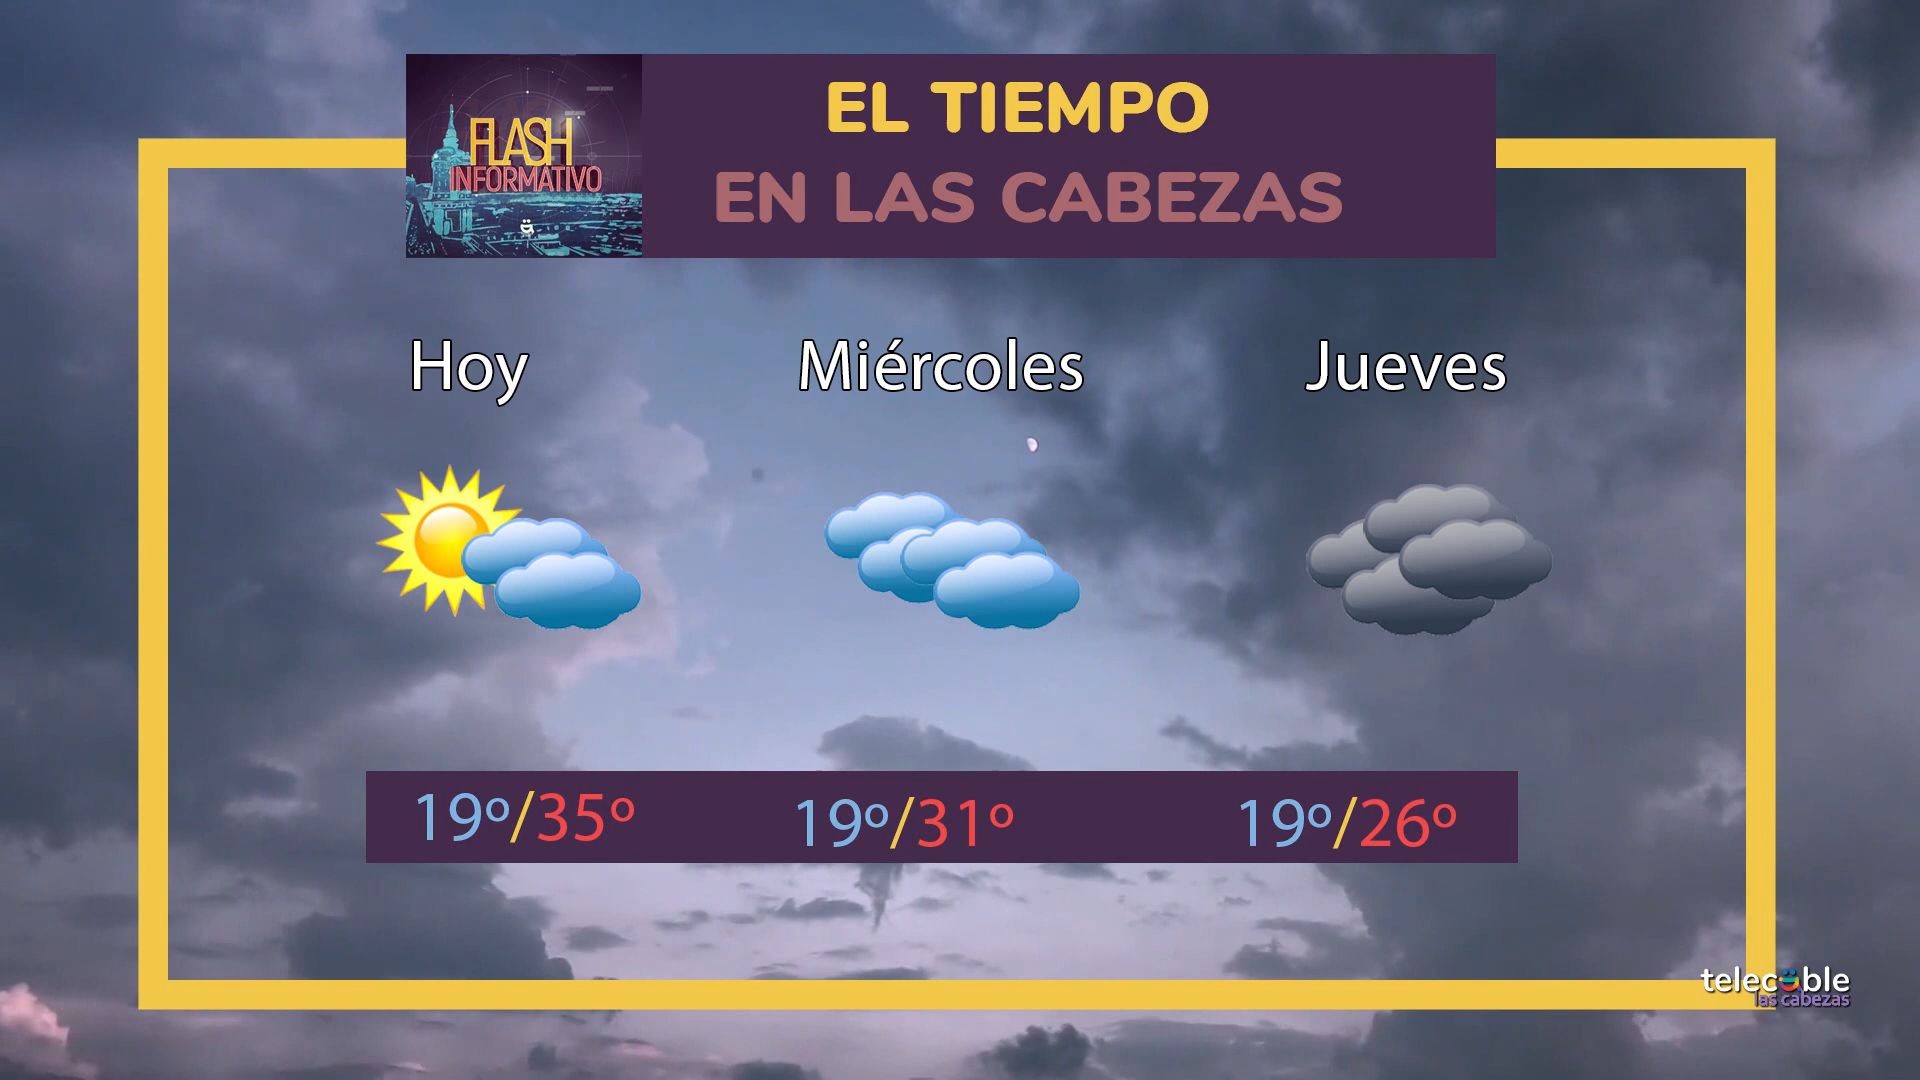 FLASH
INFORMATIVO
EL TIEMPO
EN LAS CABEZAS
Hoy
Miércoles
Jueves
19º/35º
19º/31º
19º/26º
telecable
las cabezas